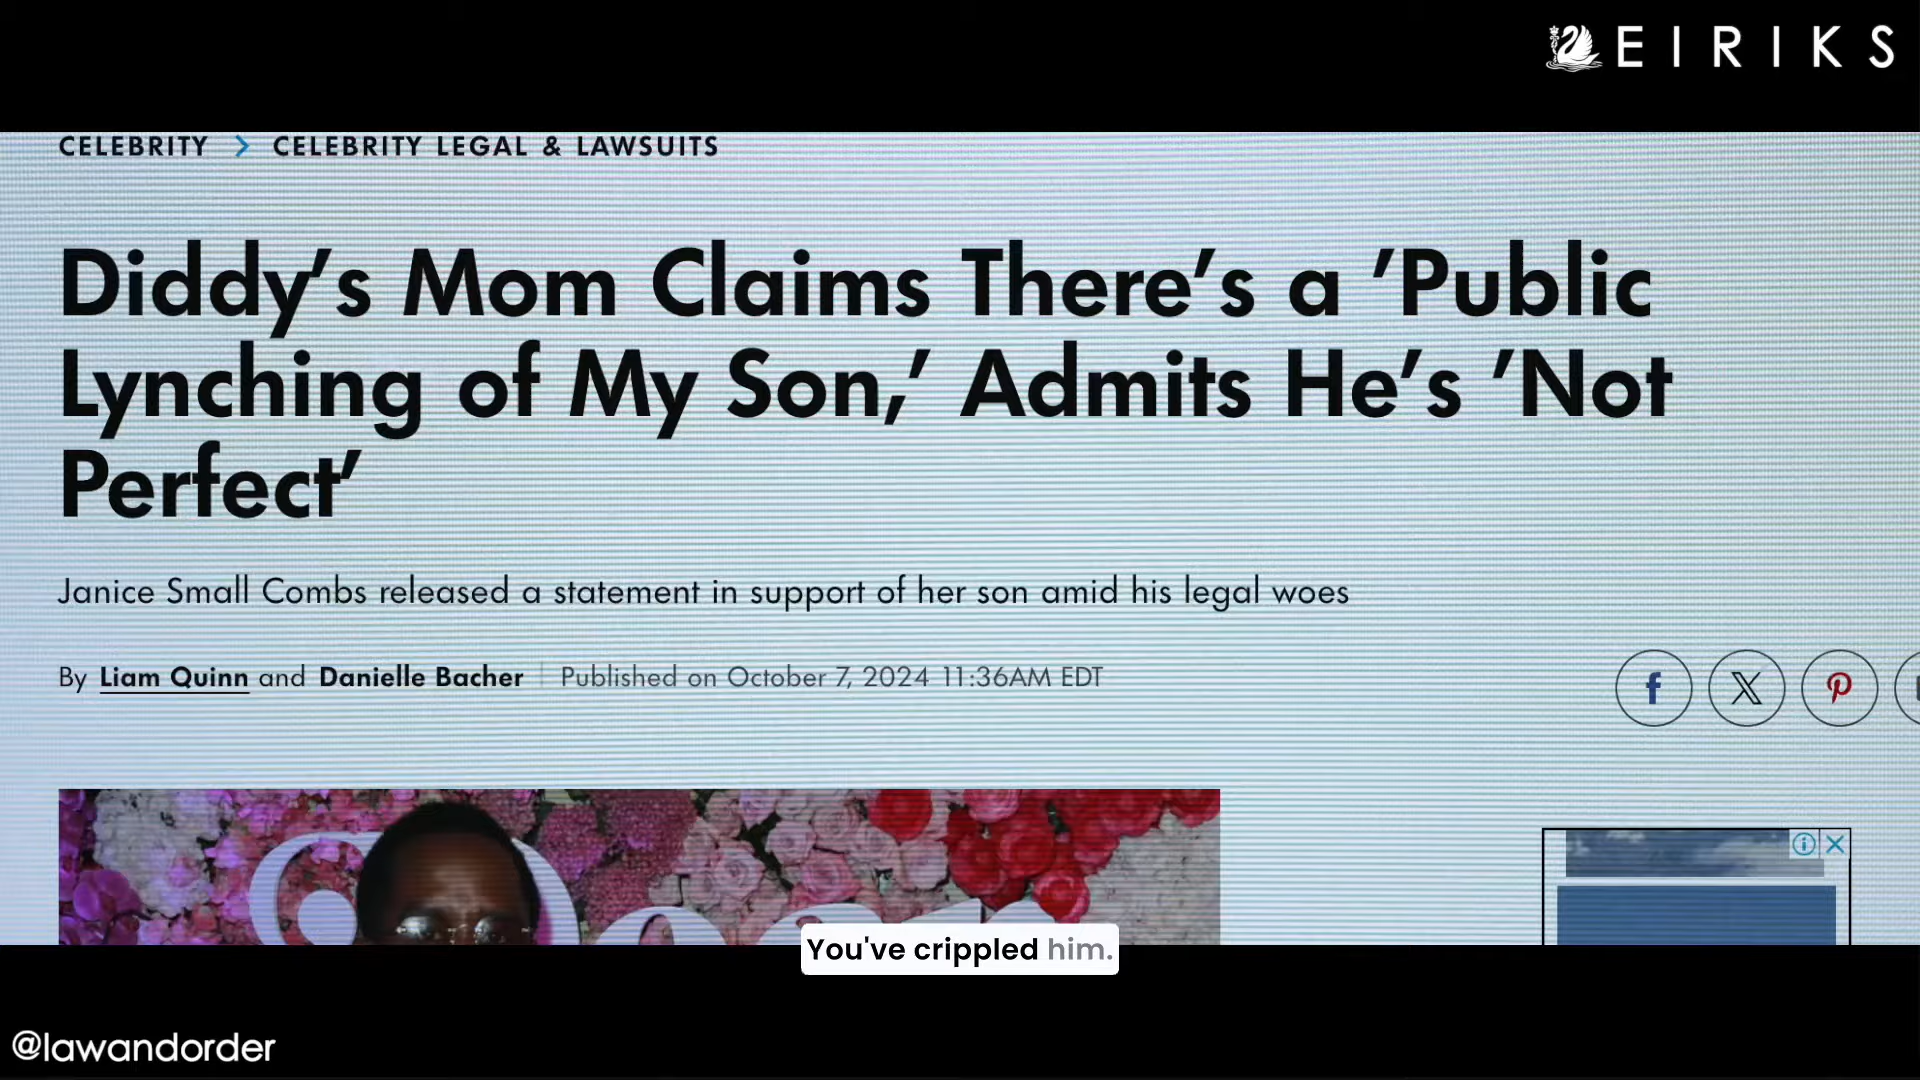 EIRIKS
CELEBRITY > CELEBRITY LEGAL & LAWSUITS
Diddy’s Mom Claims There’s a ’Public
Lynching of My Son,’ Admits He’s ’Not
Perfect’
Janice Small Combs released a statement in support of her son amid his legal woes
By Liam Quinn and Danielle Bacher | Published on October 7, 2024 11:36AM EDT
You've crippled him.
@lawandorder